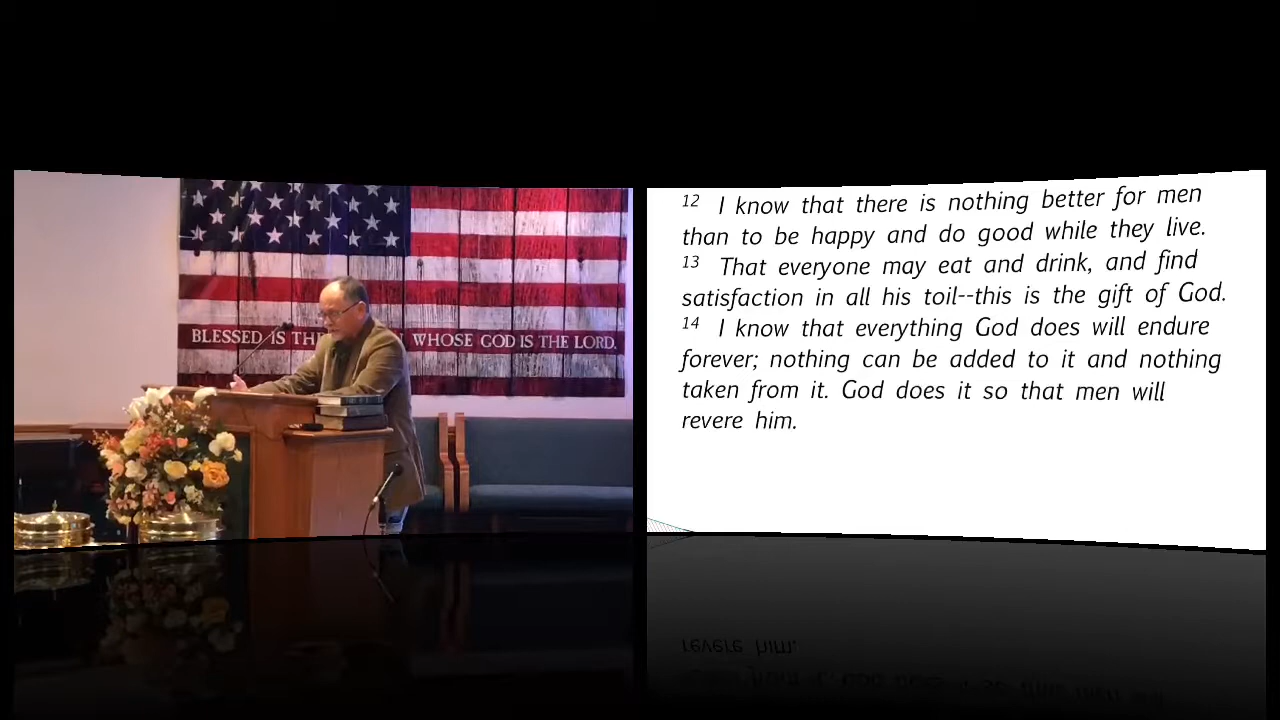 BLESSED IS WHOSE GOD IS THE LORD.
12 I know that there is nothing better for men
than to be happy and do good while they live.
13 That everyone may eat and drink, and find
satisfaction in all his toil--this is the gift of God.
14 I know that everything God does will endure
forever; nothing can be added to it and nothing
taken from it. God does it so that men will
revere him.